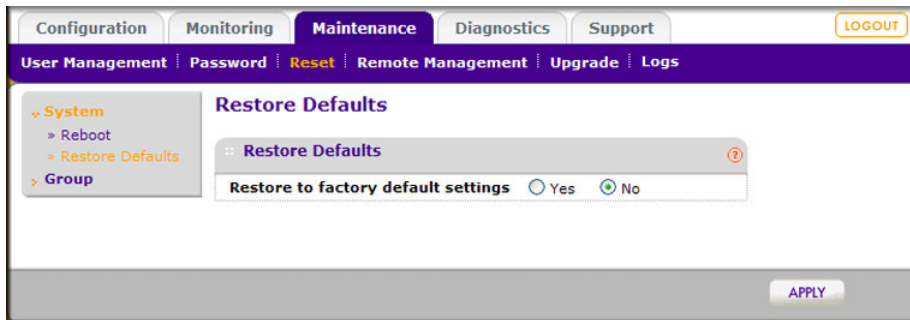 Configuration Monitoring Maintenance Diagnostics Support LOGOUT
User Management Password Reset Remote Management Upgrade Logs
System
» Reboot
» Restore Defaults
Group
Restore Defaults
Restore Defaults ?
Restore to factory default settings Yes No
APPLY